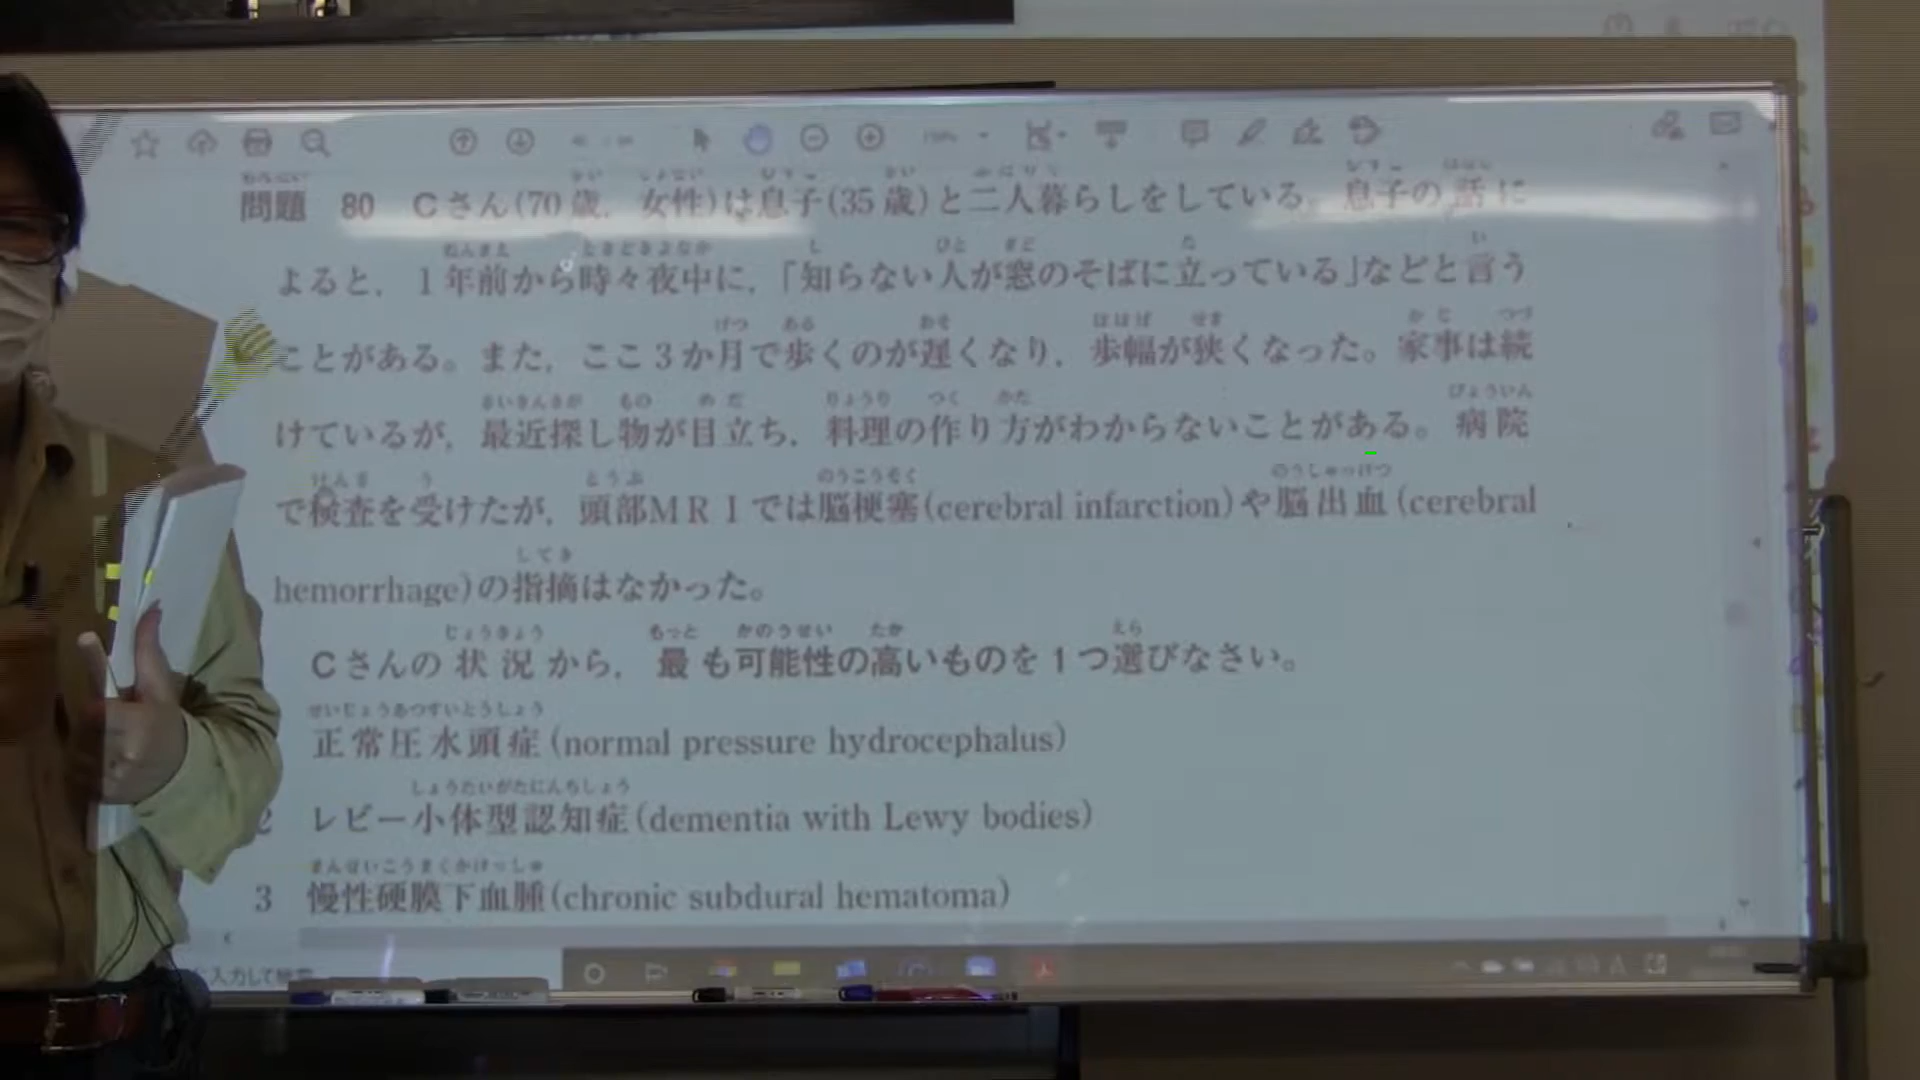 問題 80 Cさん(70歳,女性)は息子(35歳)と二人暮らしをしている。息子の話に
よると,1年前から時々夜中に,「知らない人が窓のそばに立っている」などと言う
ことがある。また,ここ3か月で歩くのが遅くなり,歩幅が狭くなった。家事は続
けているが,最近探し物が目立ち,料理の作り方がわからないことがある。病院
で検査を受けたが,頭部MRIでは脳梗塞(cerebral infarction)や脳出血(cerebral
hemorrhage)の指摘はなかった。
Cさんの状況から,最も可能性の高いものを1つ選びなさい。
正常圧水頭症(normal pressure hydrocephalus)
2 レビー小体型認知症(dementia with Lewy bodies)
3 慢性硬膜下血腫(chronic subdural hematoma)
入力して検索